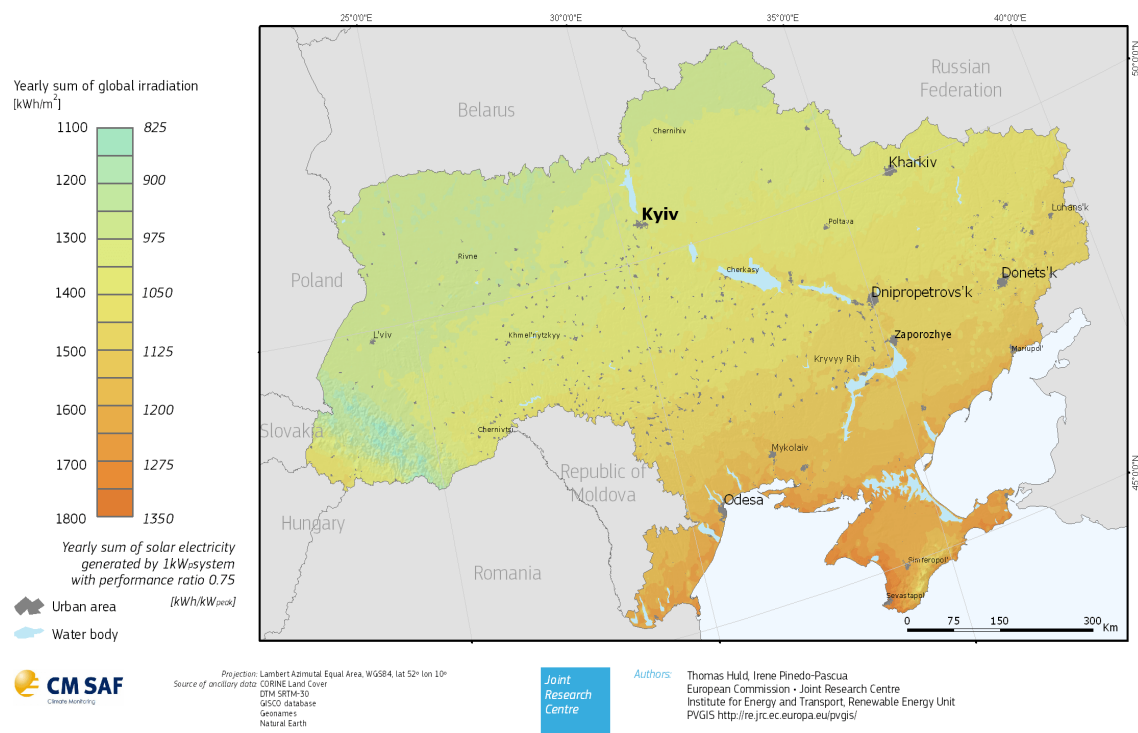 25°0'0"E 30°0'0"E 35°0'0"E 40°0'0"E
50°0'0"N
45°0'0"N
Yearly sum of global irradiation
[kWh/m²]
1100 825
1200 900
1300 975
1400 1050
1500 1125
1600 1200
1700 1275
1800 1350
Yearly sum of solar electricity
generated by 1kWp system
with performance ratio 0.75
[kWh/kWpeak]
Urban area
Water body
Belarus
Russian
Federation
Poland
Slovakia
Hungary
Romania
Republic of
Moldova
Chernihiv
Kharkiv
Kyiv
Luhans'k
Poltava
Rivne
Cherkasy
Donets'k
Dnipropetrovs'k
L'viv
Khmel'nytzkyy
Zaporozhye
Mariupol'
Kryvyy Rih
Chernivtsi
Mykolaiv
Odesa
Simferopol'
Sevastapol'
0 75 150 300
Km
CM SAF
Climate Monitoring
Projection: Lambert Azimutal Equal Area, WGS84, lat 52º lon 10º
Source of ancillary data: CORINE Land Cover
DTM SRTM-30
GISCO database
Geonames
Natural Earth
Joint
Research
Centre
Authors: Thomas Huld, Irene Pinedo-Pascua
European Commission • Joint Research Centre
Institute for Energy and Transport, Renewable Energy Unit
PVGIS http://re.jrc.ec.europa.eu/pvgis/